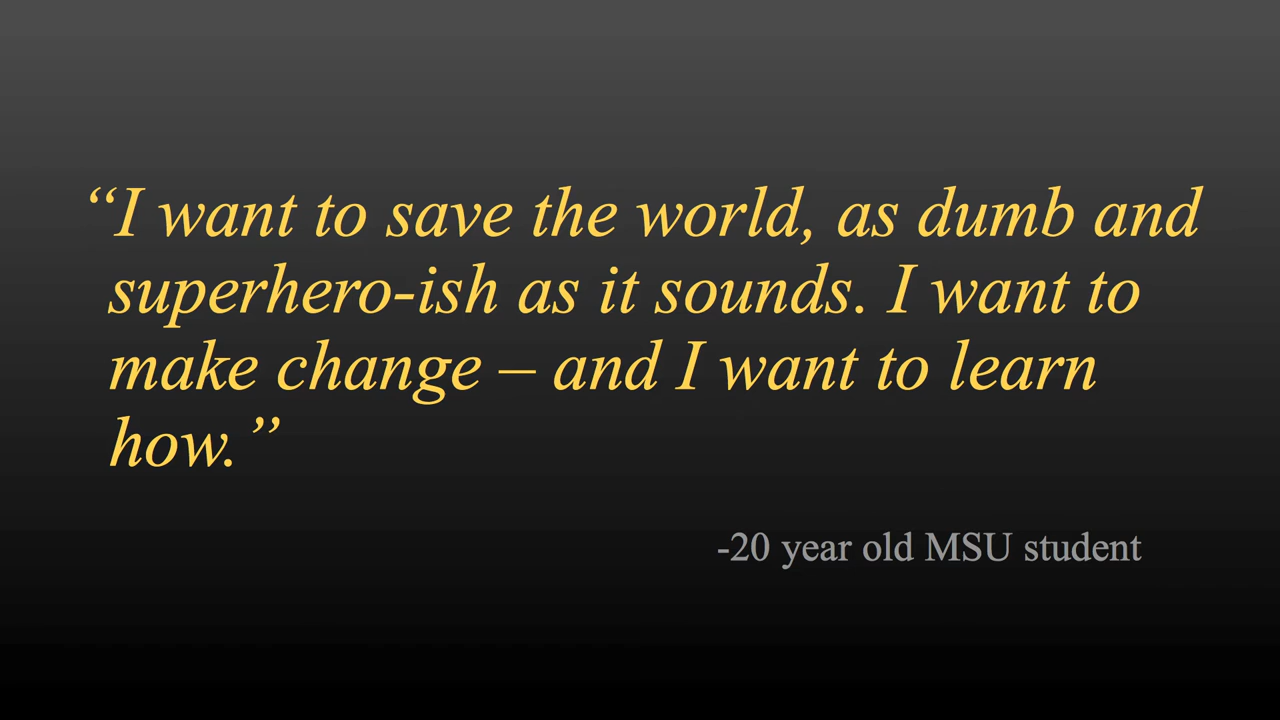 “I want to save the world, as dumb and
superhero-ish as it sounds. I want to
make change – and I want to learn
how.”
-20 year old MSU student